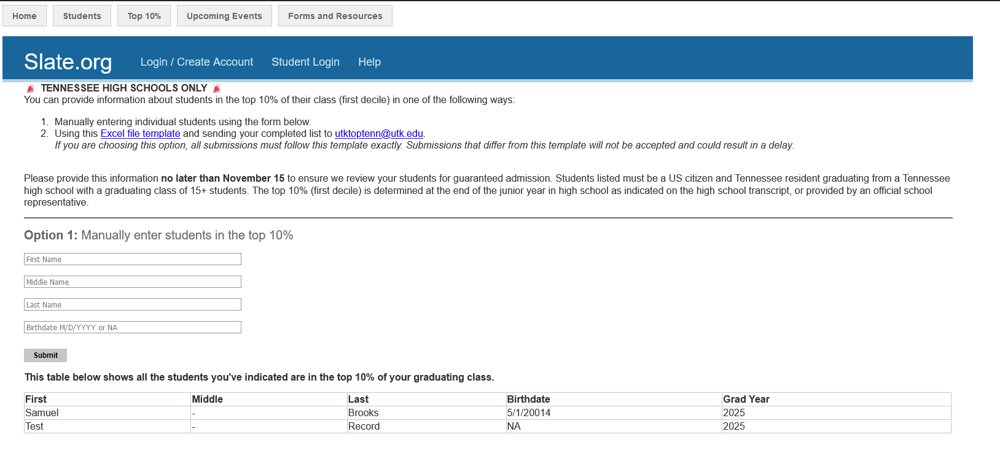 Home Students Top 10% Upcoming Events Forms and Resources
Slate.org Login / Create Account Student Login Help
TENNESSEE HIGH SCHOOLS ONLY
You can provide information about students in the top 10% of their class (first decile) in one of the following ways:
1. Manually entering individual students using the form below.
2. Using this Excel file template and sending your completed list to utktoptenn@utk.edu.
If you are choosing this option, all submissions must follow this template exactly. Submissions that differ from this template will not be accepted and could result in a delay.
Please provide this information no later than November 15 to ensure we review your students for guaranteed admission. Students listed must be a US citizen and Tennessee resident graduating from a Tennessee
high school with a graduating class of 15+ students. The top 10% (first decile) is determined at the end of the junior year in high school as indicated on the high school transcript, or provided by an official school
representative.
Option 1: Manually enter students in the top 10%
First Name
Middle Name
Last Name
Birthdate M/D/YYYY or NA
Submit
This table below shows all the students you've indicated are in the top 10% of your graduating class.
First Middle Last Birthdate Grad Year
Samuel - Brooks 5/1/20014 2025
Test - Record NA 2025